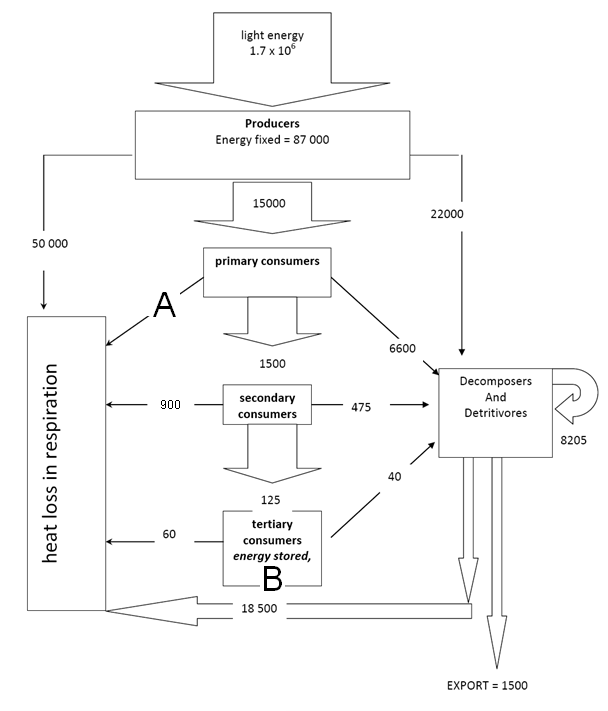 light energy
1.7 x 10⁶
Producers
Energy fixed = 87 000
15000
50 000
22000
primary consumers
A
6600
1500
heat loss in respiration
900
secondary
consumers
475
Decomposers
And
Detritivores
8205
125
40
60
tertiary
consumers
energy stored,
B
18 500
EXPORT = 1500